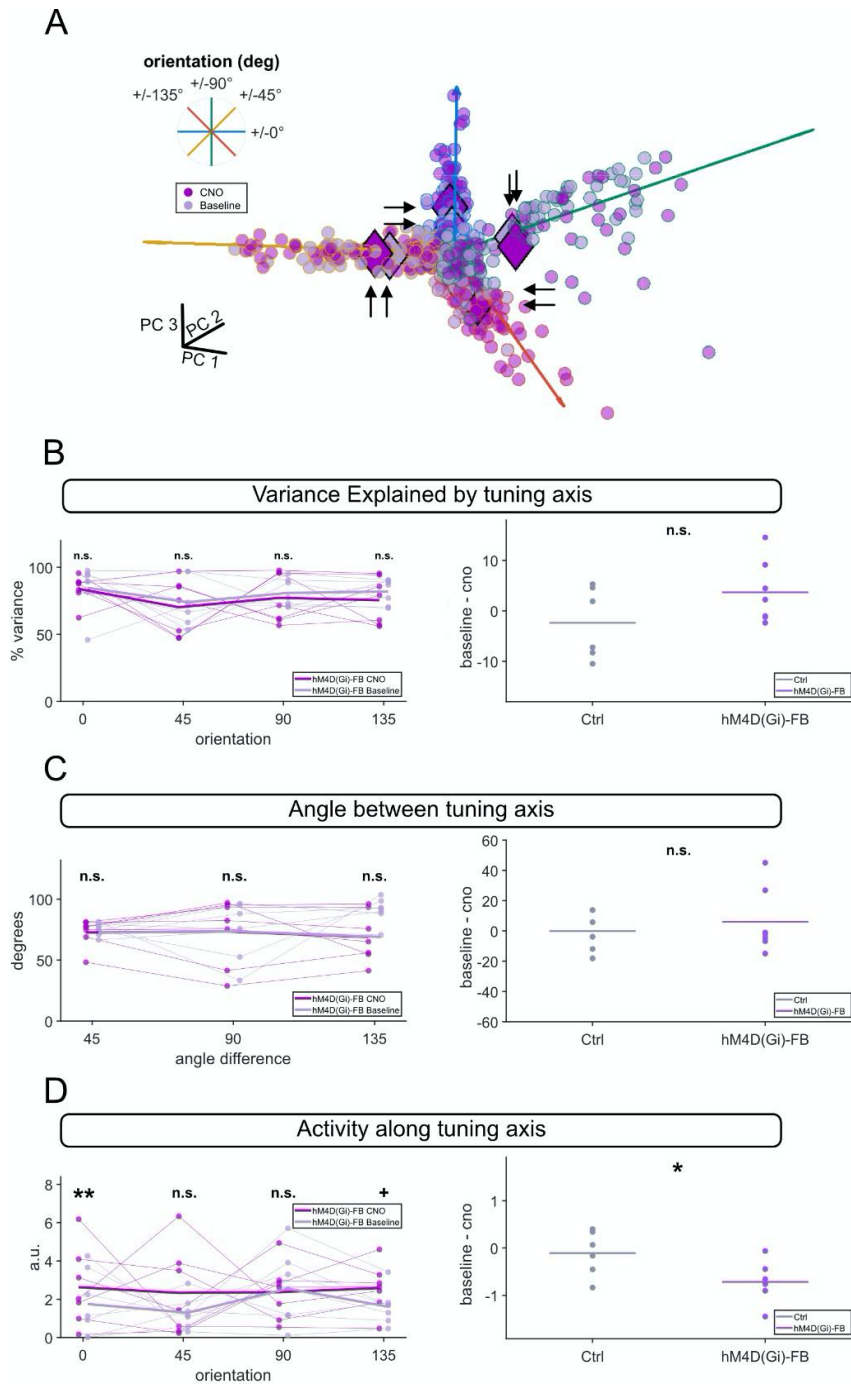 A
orientation (deg)
+/-90°
+/-135°
+/-45°
+/-0°
CNO
Baseline
PC 3
PC 2
PC 1
B
Variance Explained by tuning axis
n.s.
n.s.
n.s.
n.s.
100
50
0
% variance
hM4D(Gi)-FB CNO
hM4D(Gi)-FB Baseline
0
45
90
135
orientation
n.s.
10
0
-10
baseline - cno
Ctrl
hM4D(Gi)-FB
Ctrl
hM4D(Gi)-FB
C
Angle between tuning axis
n.s.
n.s.
n.s.
100
50
0
degrees
hM4D(Gi)-FB CNO
hM4D(Gi)-FB Baseline
45
90
135
angle difference
n.s.
60
40
20
0
-20
-40
-60
baseline - cno
Ctrl
hM4D(Gi)-FB
Ctrl
hM4D(Gi)-FB
D
Activity along tuning axis
**
n.s.
n.s.
+
8
6
4
2
0
a.u.
hM4D(Gi)-FB CNO
hM4D(Gi)-FB Baseline
0
45
90
135
orientation
*
1
-0
-1
baseline - cno
Ctrl
hM4D(Gi)-FB
Ctrl
hM4D(Gi)-FB